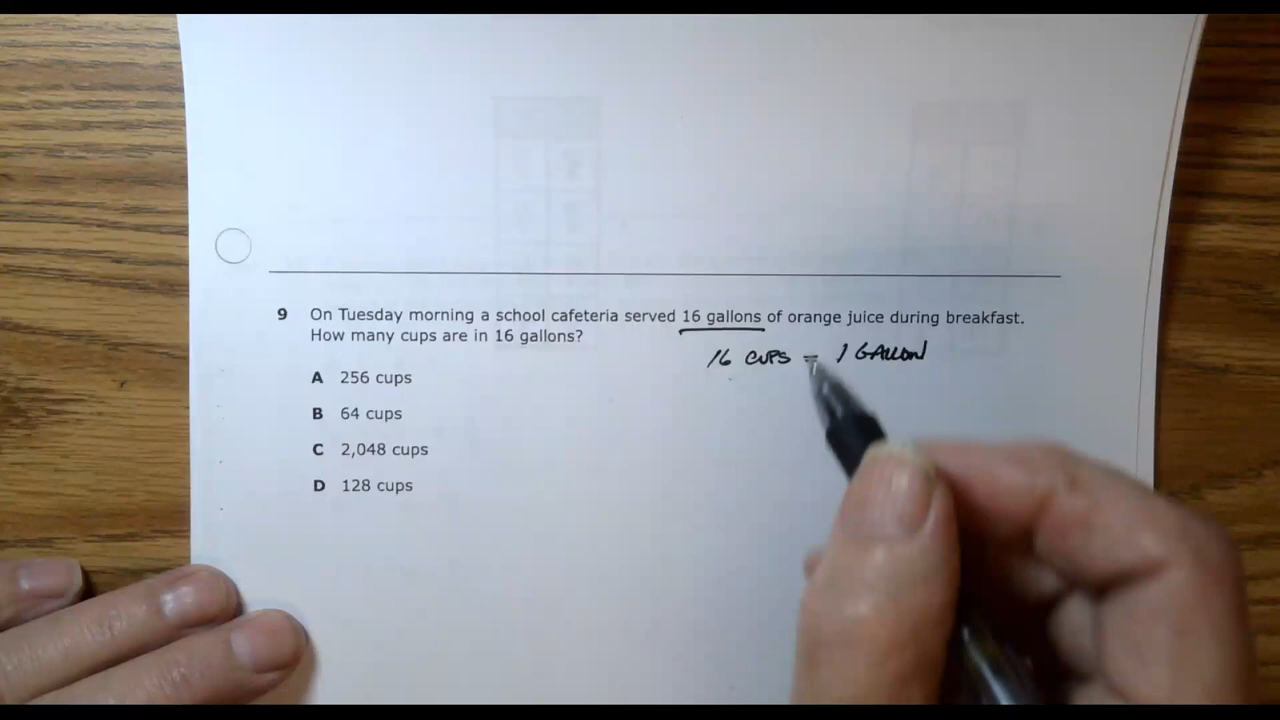 9 On Tuesday morning a school cafeteria served 16 gallons of orange juice during breakfast.
How many cups are in 16 gallons?
16 CUPS = 1 GALLON
A 256 cups
B 64 cups
C 2,048 cups
D 128 cups